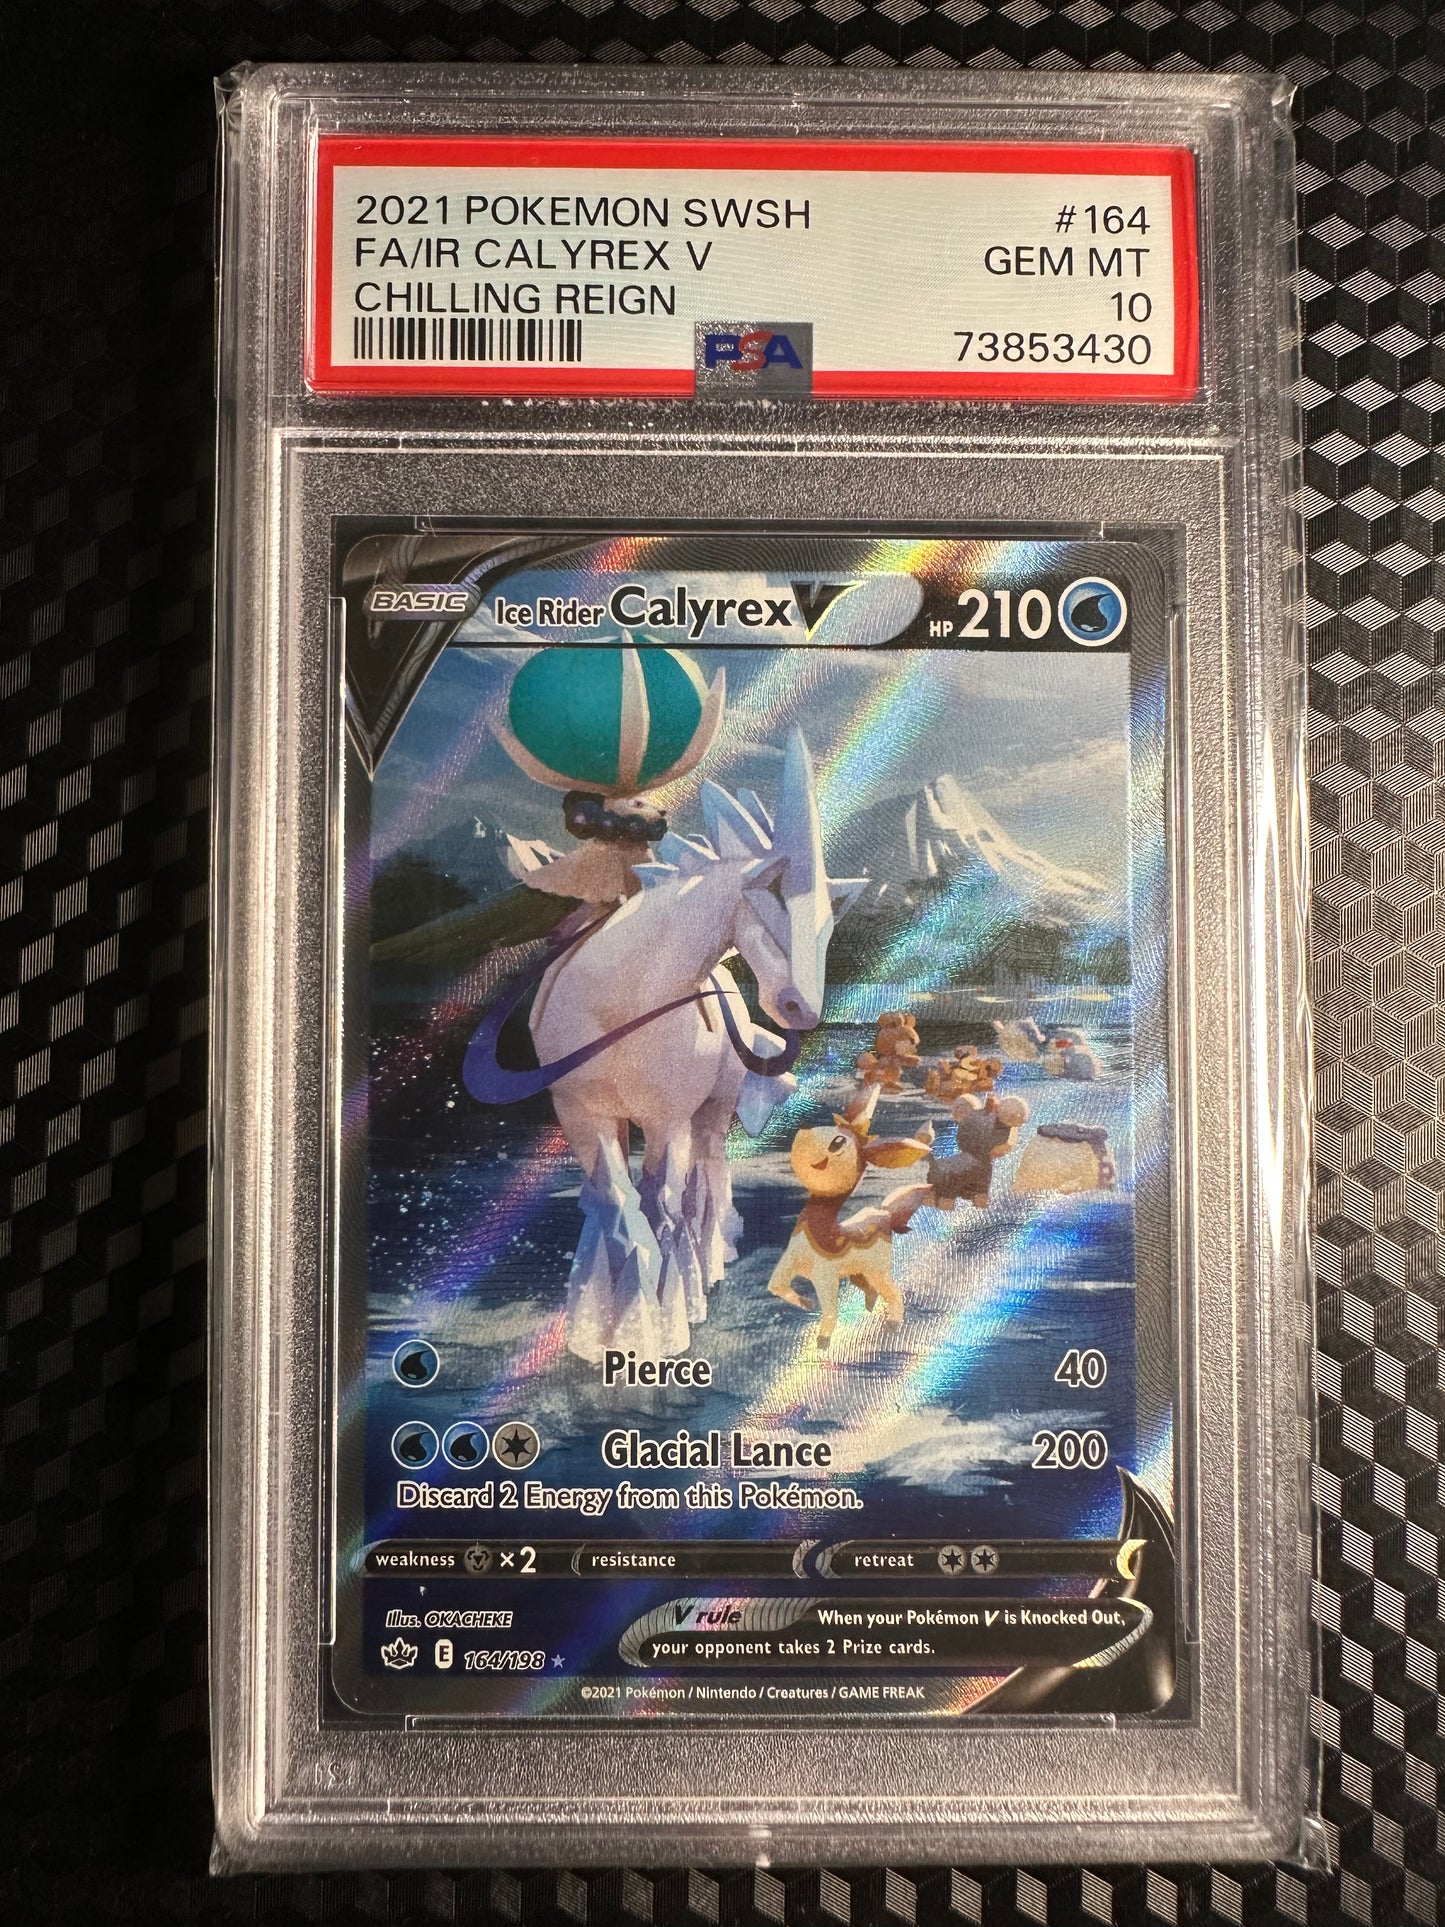 2021 POKEMON SWSH #164
FA/IR CALYREX V GEM MT
CHILLING REIGN 10
PSA 73853430
BASIC Ice Rider Calyrex V HP 210
Pierce 40
Glacial Lance 200
Discard 2 Energy from this Pokémon.
weakness ×2 resistance retreat
Illus. OKACHEKE
V rule When your Pokémon V is Knocked Out,
your opponent takes 2 Prize cards.
E 164/198
©2021 Pokémon / Nintendo / Creatures / GAME FREAK